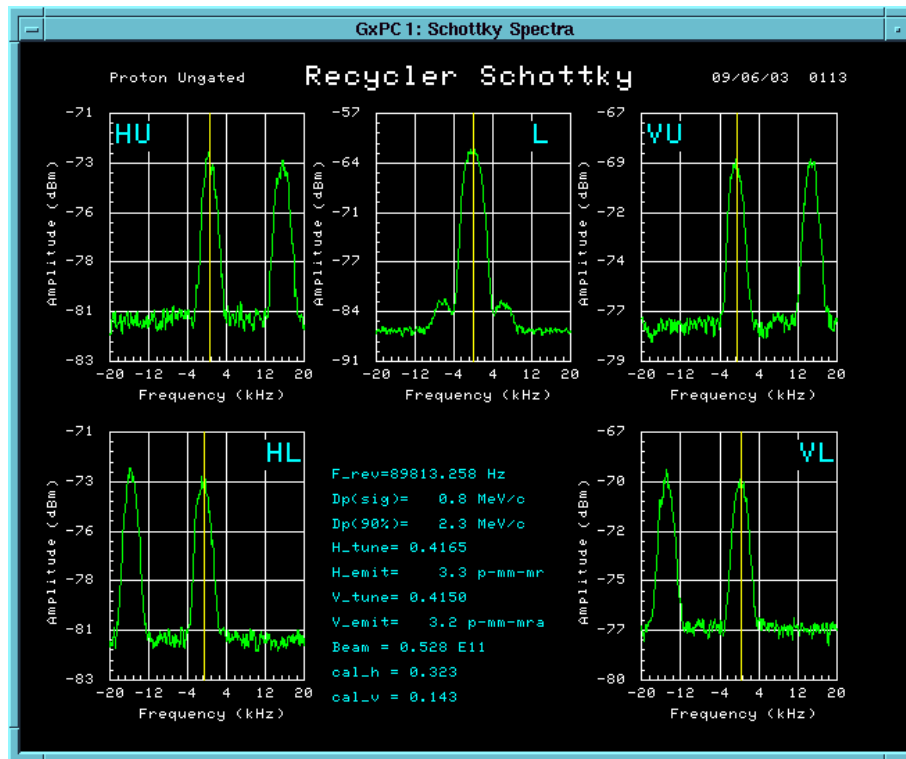 GxPC 1: Schottky Spectra
Proton Ungated
Recycler Schottky
09/06/03 0113
HU
-71
-73
-76
-78
-81
-83
Amplitude (dBm)
-20 -12 -4 4 12 20
Frequency (kHz)
L
-57
-64
-71
-77
-84
-91
Amplitude (dBm)
-20 -12 -4 4 12 20
Frequency (kHz)
VU
-67
-69
-72
-74
-77
-79
Amplitude (dBm)
-20 -12 -4 4 12 20
Frequency (kHz)
HL
-71
-73
-76
-78
-81
-83
Amplitude (dBm)
-20 -12 -4 4 12 20
Frequency (kHz)
F_rev=89813.258 Hz
Dp(sig)= 0.8 MeV/c
Dp(90%)= 2.3 MeV/c
H_tune= 0.4165
H_emit= 3.3 p-mm-mr
V_tune= 0.4150
V_emit= 3.2 p-mm-mra
Beam = 0.528 E11
cal_h = 0.323
cal_v = 0.143
VL
-67
-70
-72
-75
-77
-80
Amplitude (dBm)
-20 -12 -4 4 12 20
Frequency (kHz)